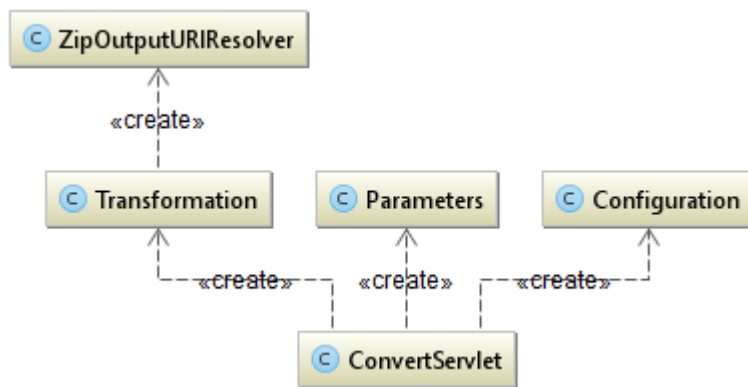 C ZipOutputURIResolver
«create»
C Transformation
C Parameters
C Configuration
«create»
«create»
«create»
C ConvertServlet